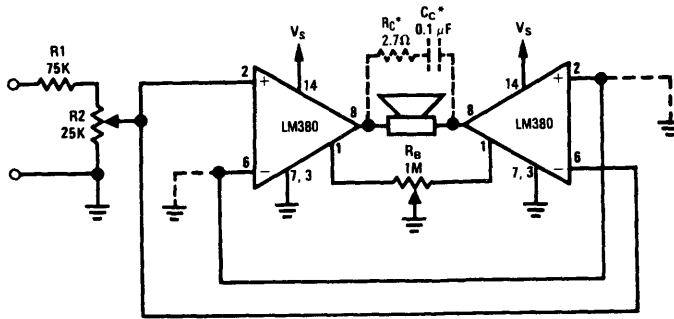 R1
75K
R2
25K
2
+
VS
14
LM380
6
−
7, 3
8
1
RC*
2.7Ω
CC*
0.1 μF
RB
1M
VS
14
2
+
8
LM380
1
6
−
7, 3